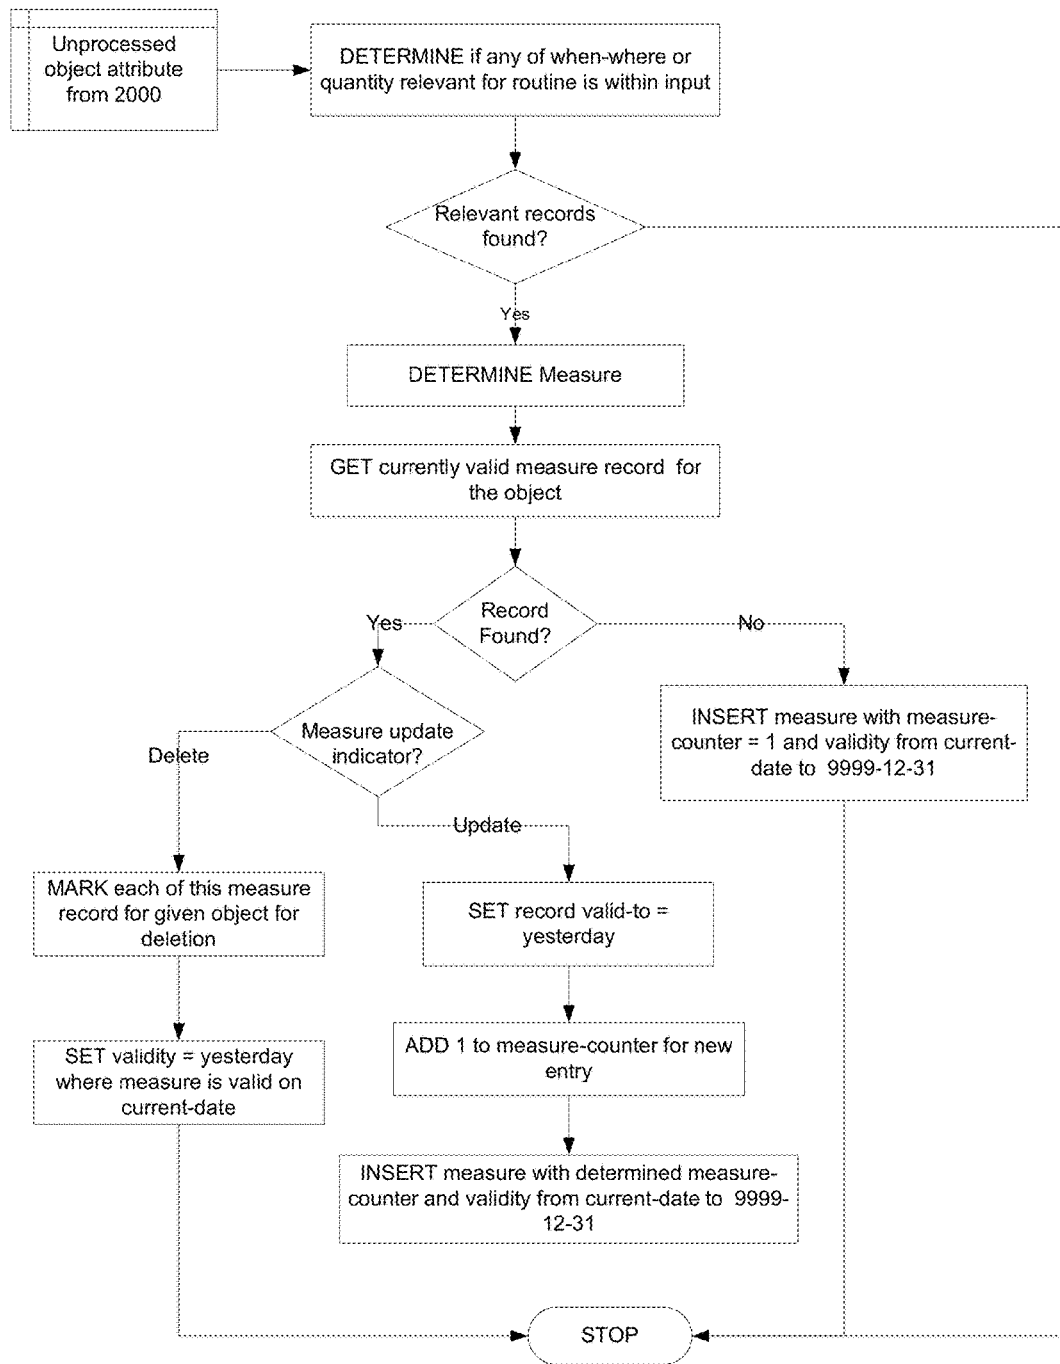 Unprocessed
object attribute
from 2000
DETERMINE if any of when-where or
quantity relevant for routine is within input
Relevant records
found?
Yes
DETERMINE Measure
GET currently valid measure record for
the object
Record
Found?
Yes
No
Measure update
indicator?
INSERT measure with measure-
counter = 1 and validity from current-
date to 9999-12-31
Delete
Update
MARK each of this measure
record for given object for
deletion
SET record valid-to =
yesterday
SET validity = yesterday
where measure is valid on
current-date
ADD 1 to measure-counter for new
entry
INSERT measure with determined measure-
counter and validity from current-date to 9999-
12-31
STOP